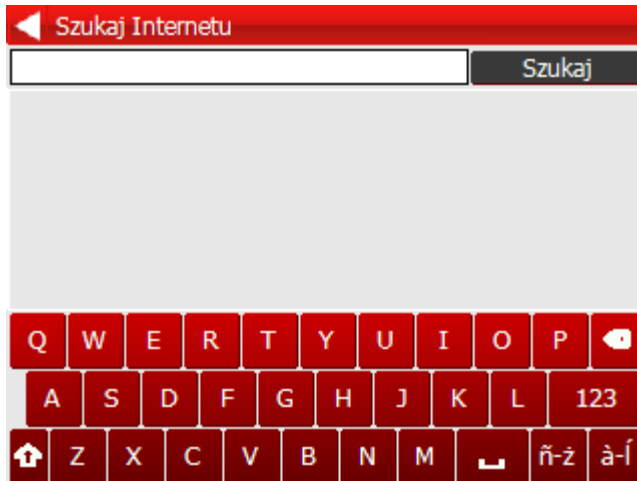 Szukaj Internetu
Szukaj
Q W E R T Y U I O P
A S D F G H J K L 123
Z X C V B N M ñ-ż à-Í